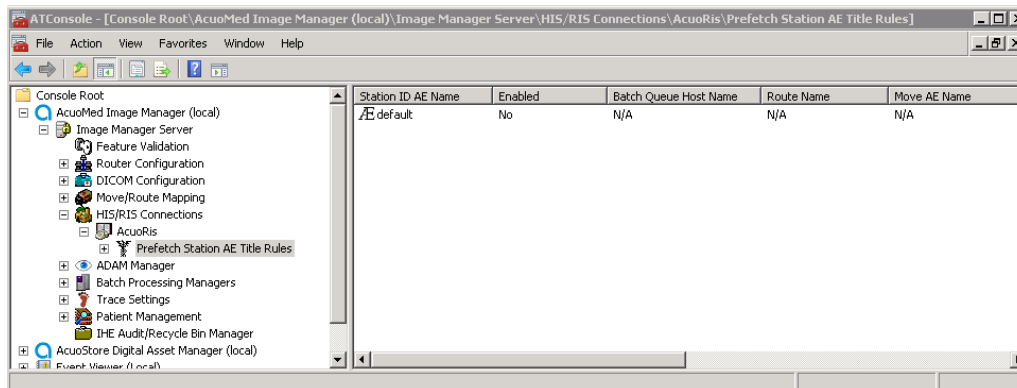 ATConsole - [Console Root\AcuoMed Image Manager (local)\Image Manager Server\HIS/RIS Connections\AcuoRis\Prefetch Station AE Title Rules]
File Action View Favorites Window Help
Console Root
AcuoMed Image Manager (local)
Image Manager Server
Feature Validation
Router Configuration
DICOM Configuration
Move/Route Mapping
HIS/RIS Connections
AcuoRis
Prefetch Station AE Title Rules
ADAM Manager
Batch Processing Managers
Trace Settings
Patient Management
IHE Audit/Recycle Bin Manager
AcuoStore Digital Asset Manager (local)
Event Viewer (Local)
Station ID AE Name Enabled Batch Queue Host Name Route Name Move AE Name
Æ default No N/A N/A N/A